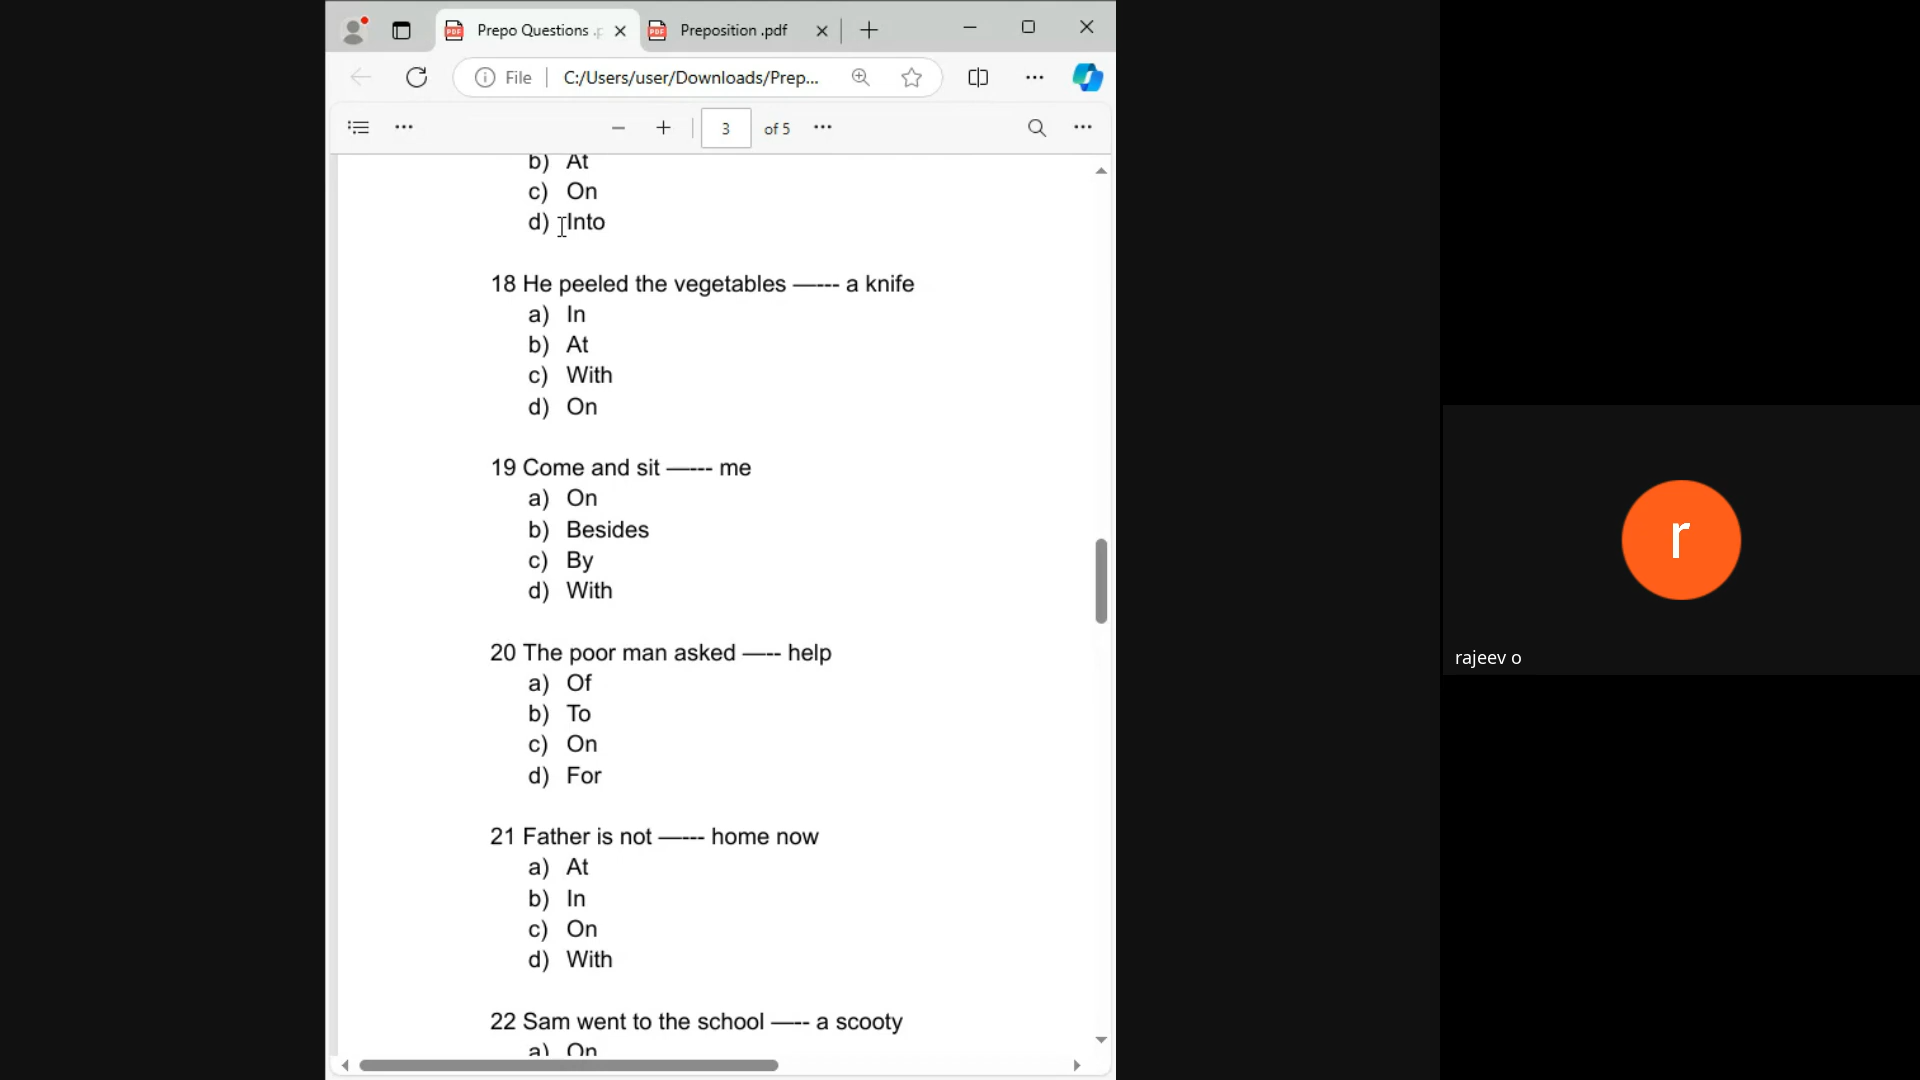 Prepo Questions .p
Preposition .pdf
File
C:/Users/user/Downloads/Prep...
3 of 5
b) At
c) On
d) Into
18 He peeled the vegetables —--- a knife
a) In
b) At
c) With
d) On
19 Come and sit —--- me
a) On
b) Besides
c) By
d) With
20 The poor man asked —-- help
a) Of
b) To
c) On
d) For
21 Father is not —--- home now
a) At
b) In
c) On
d) With
22 Sam went to the school —-- a scooty
a) On
r
rajeev o